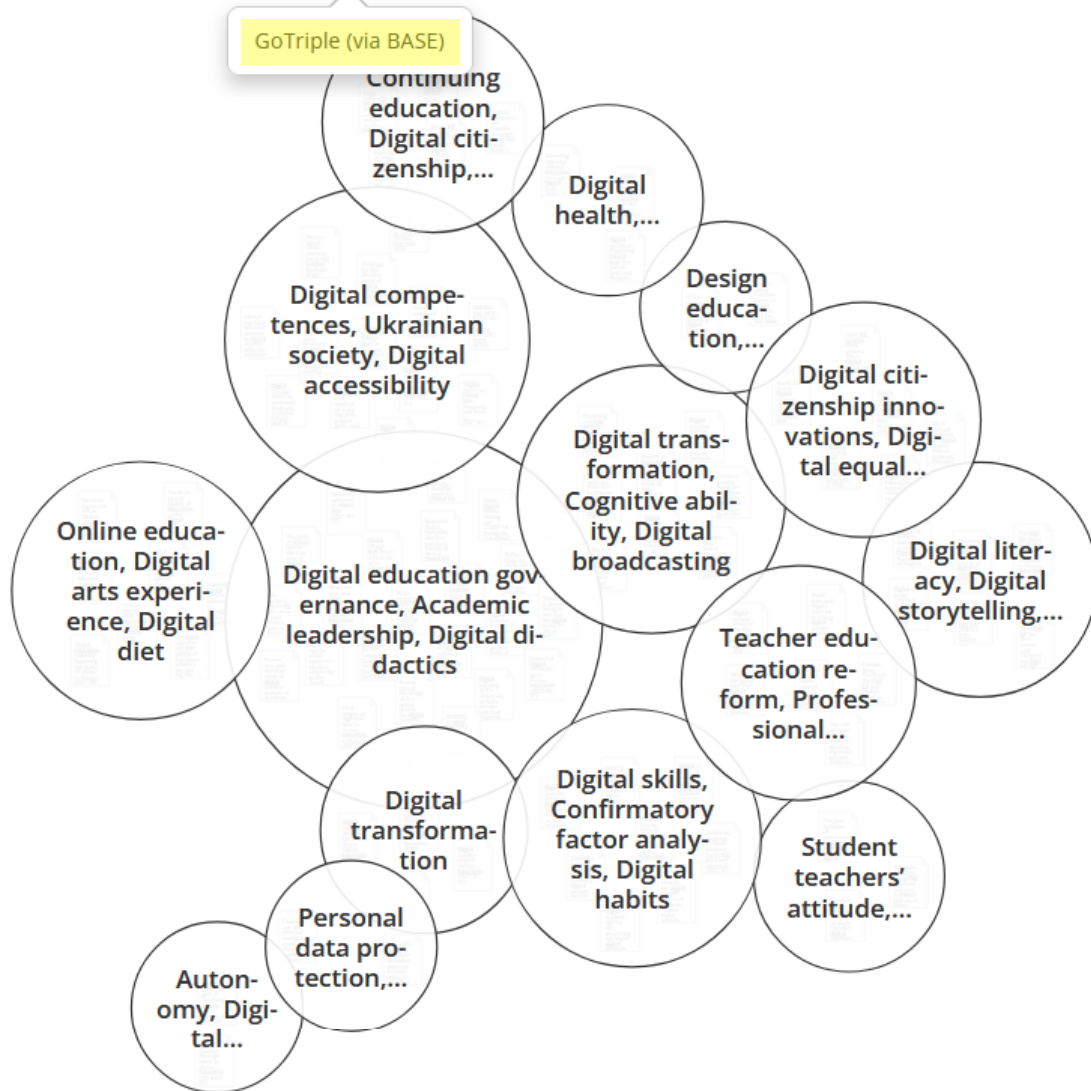 GoTriple (via BASE)
Continuing
education,
Digital citi-
zenship,...
Digital
health,...
Design
educa-
tion,...
Digital compe-
tences, Ukrainian
society, Digital
accessibility
Digital citi-
zenship inno-
vations, Digi-
tal equal...
Digital trans-
formation,
Cognitive abil-
ity, Digital
broadcasting
Online educa-
tion, Digital
arts experi-
ence, Digital
diet
Digital education gov-
ernance, Academic
leadership, Digital di-
dactics
Digital liter-
acy, Digital
storytelling,...
Teacher edu-
cation re-
form, Profes-
sional...
Digital
transforma-
tion
Digital skills,
Confirmatory
factor analy-
sis, Digital
habits
Student
teachers’
attitude,...
Personal
data pro-
tection,...
Auton-
omy, Digi-
tal...